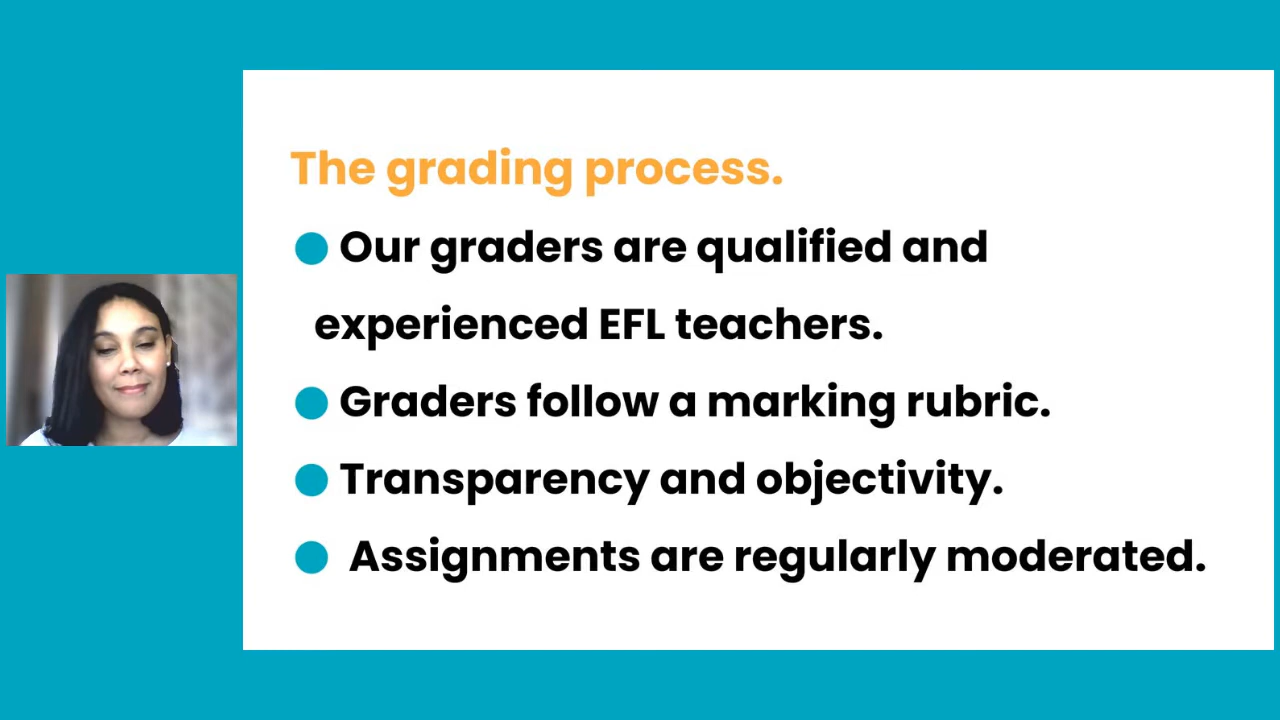 The grading process.
Our graders are qualified and
experienced EFL teachers.
Graders follow a marking rubric.
Transparency and objectivity.
Assignments are regularly moderated.